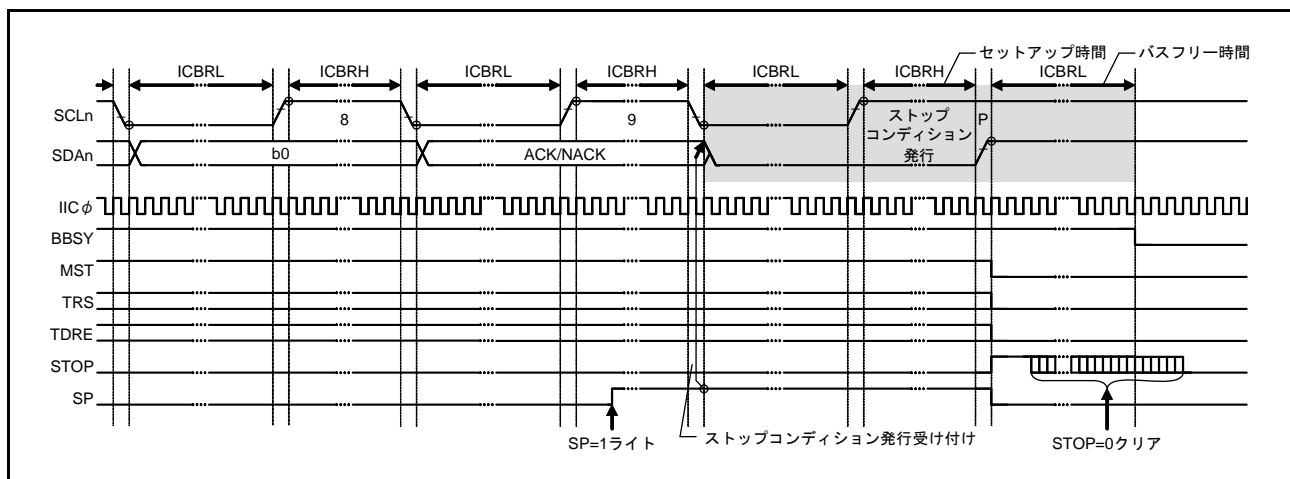 セットアップ時間 バスフリー時間
ICBRL ICBRH ICBRL ICBRH ICBRL ICBRH ICBRL
SCLn 8 9 ストップ P
コンディション
発行
SDAn b0 ACK/NACK
IICφ
BBSY
MST
TRS
TDRE
STOP
SP
SP=1ライト ストップコンディション発行受け付け STOP=0クリア